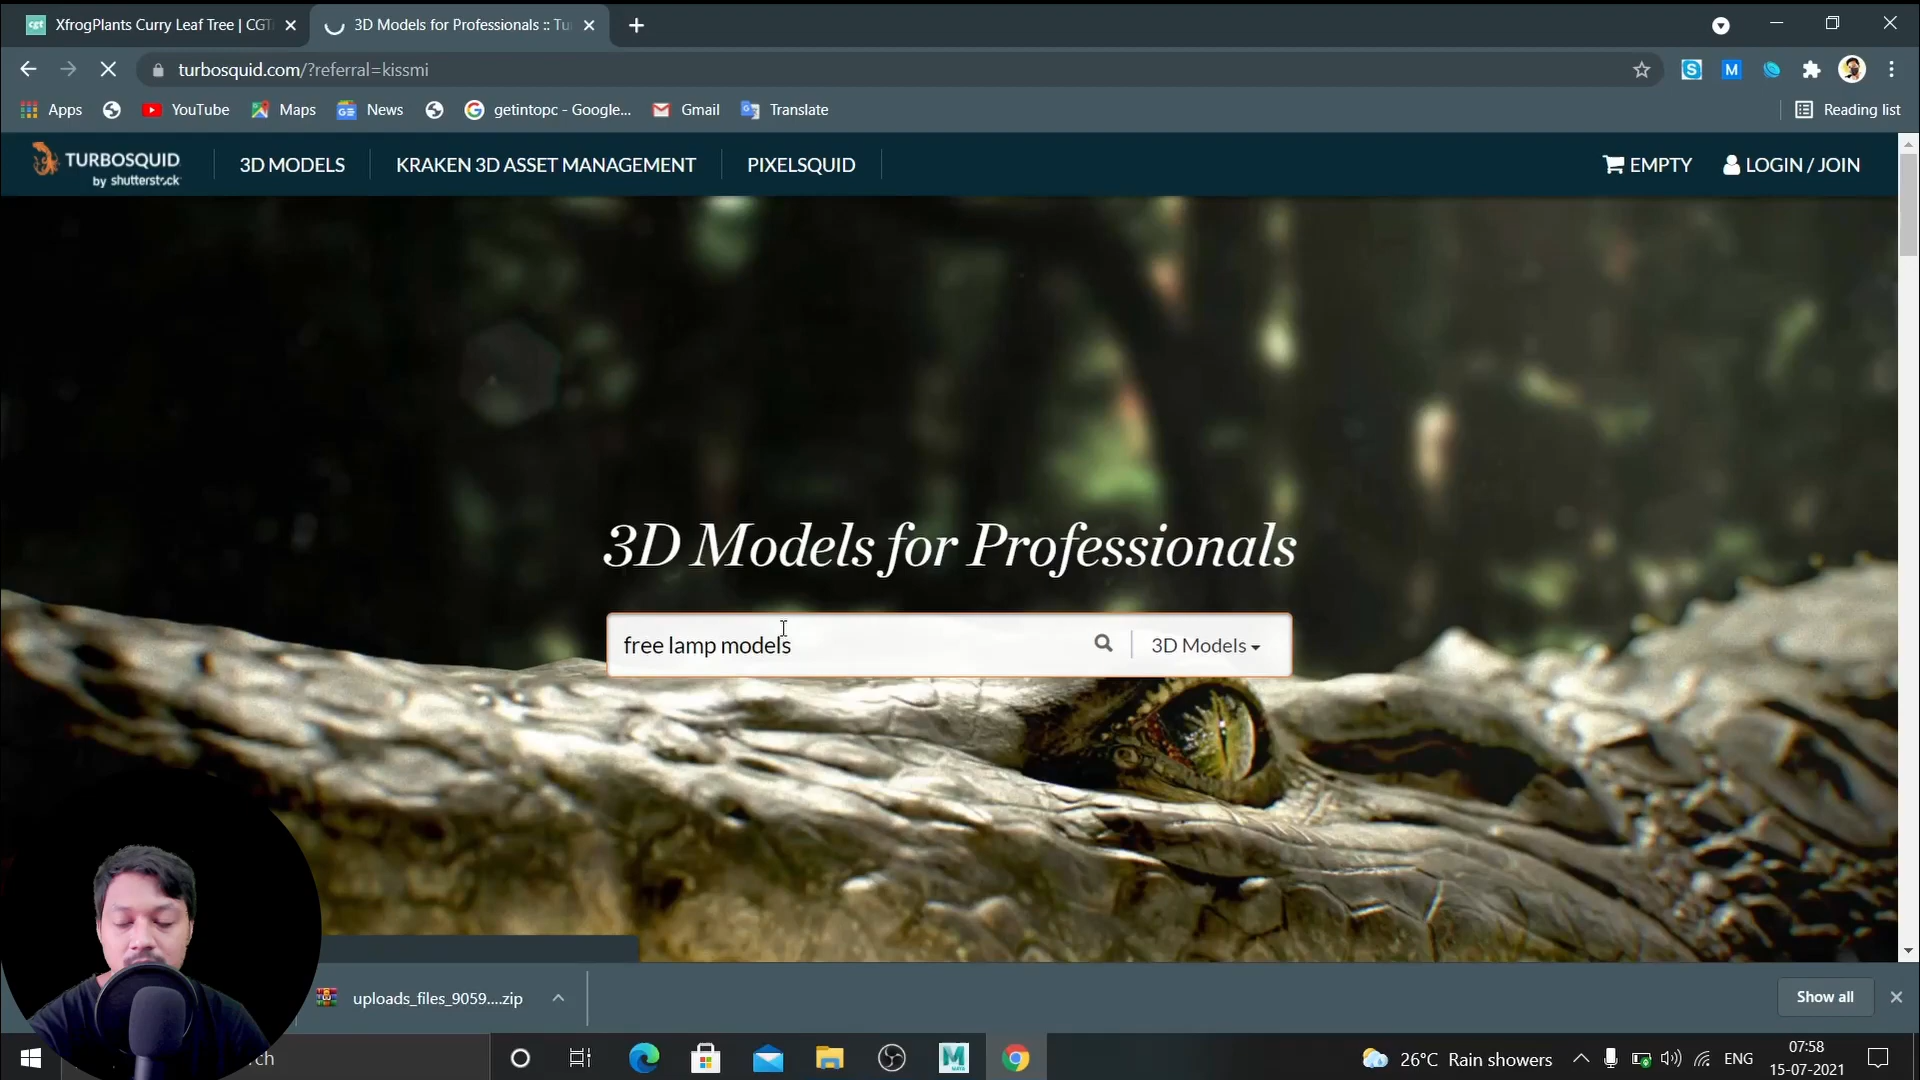 XfrogPlants Curry Leaf Tree | CGT
3D Models for Professionals :: Tu
turbosquid.com/?referral=kissmi
Apps
YouTube
Maps
News
getintopc - Google...
Gmail
Translate
Reading list
TURBOSQUID
by shutterstock
3D MODELS
KRAKEN 3D ASSET MANAGEMENT
PIXELSQUID
EMPTY
LOGIN / JOIN
3D Models for Professionals
free lamp models
3D Models
uploads_files_9059....zip
Show all
26°C Rain showers
ENG
07:58
15-07-2021